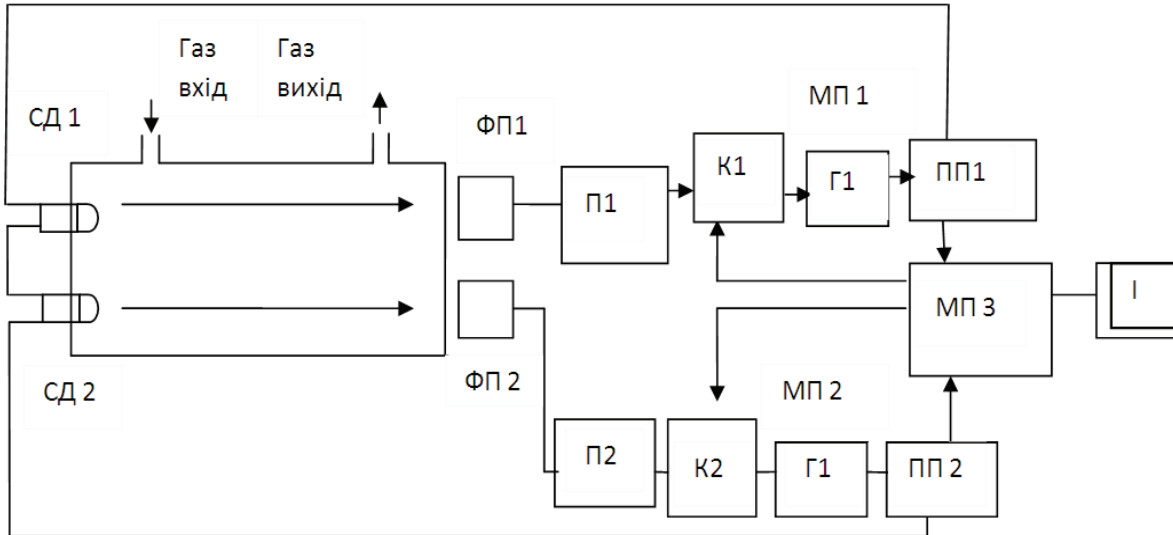 Газ
вхід
Газ
вихід
СД 1
ФП1
МП 1
П1
К1
Г1
ПП1
МП 3
І
СД 2
ФП 2
МП 2
П2
К2
Г1
ПП 2